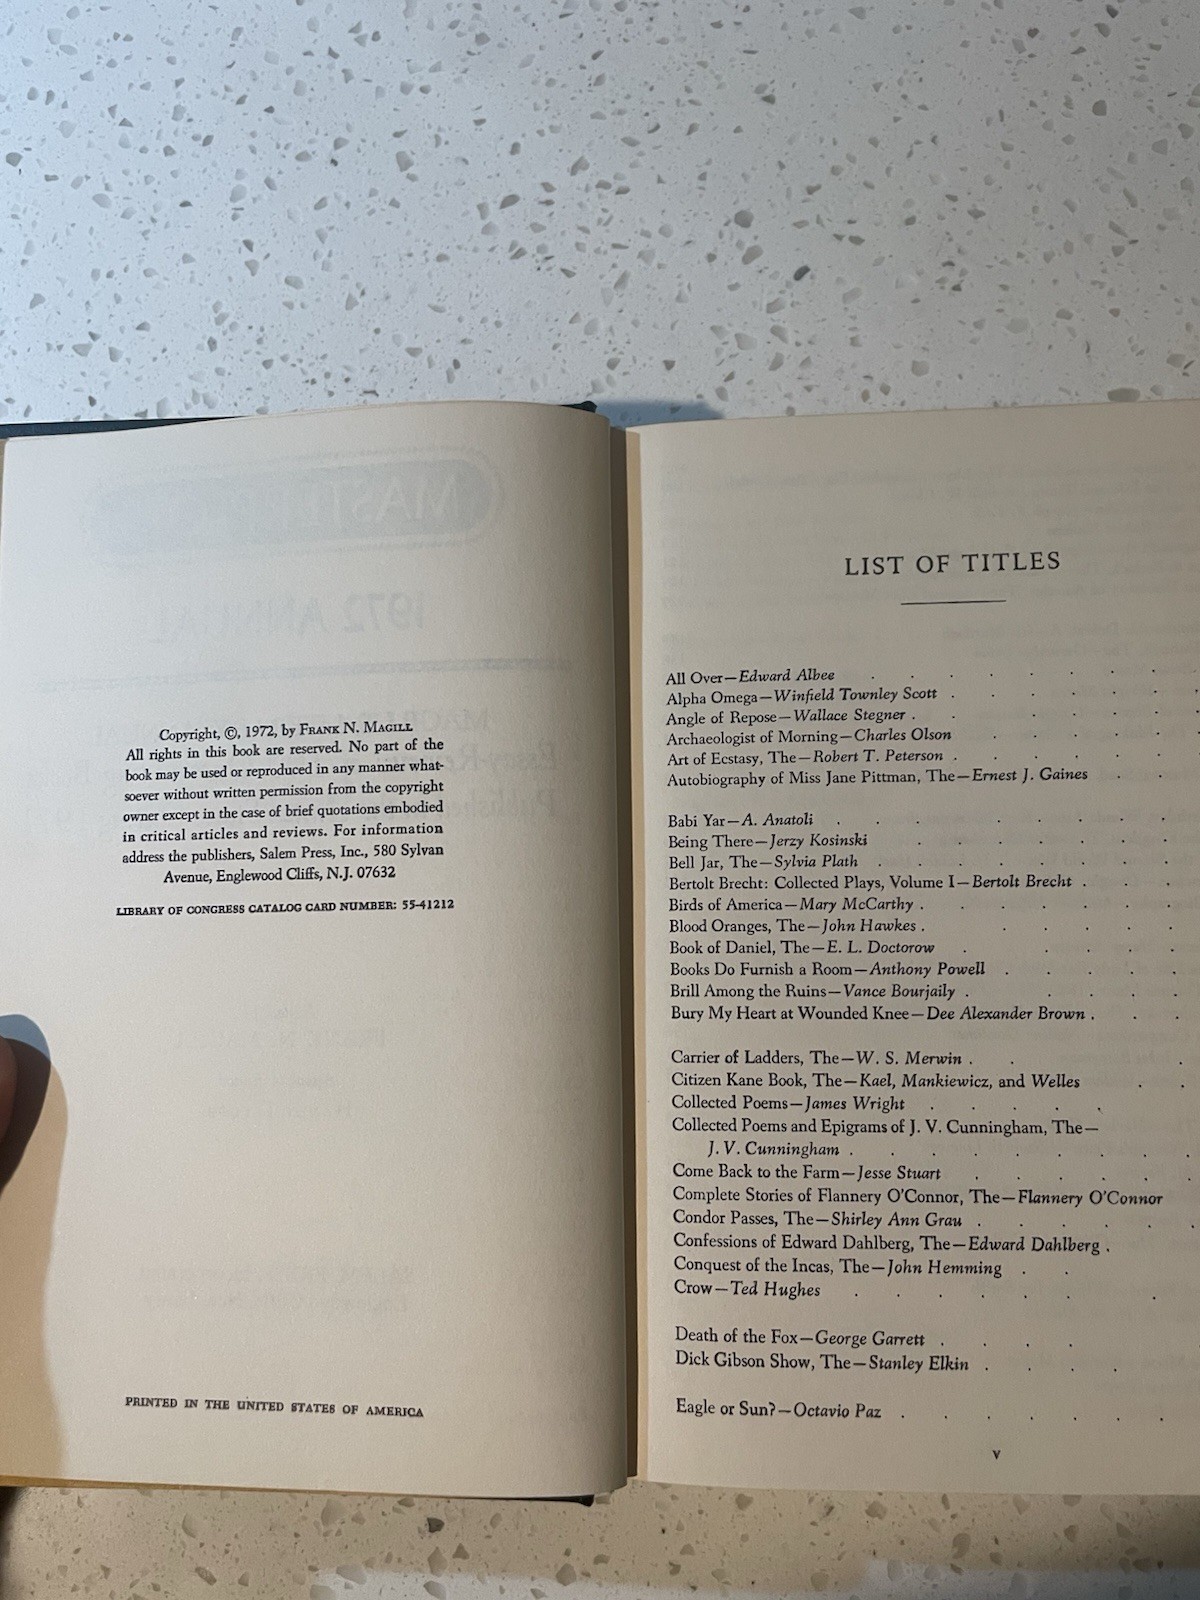 Copyright, ©, 1972, by FRANK N. MAGILL
All rights in this book are reserved. No part of the
book may be used or reproduced in any manner what-
soever without written permission from the copyright
owner except in the case of brief quotations embodied
in critical articles and reviews. For information
address the publishers, Salem Press, Inc., 580 Sylvan
Avenue, Englewood Cliffs, N.J. 07632
LIBRARY OF CONGRESS CATALOG CARD NUMBER: 55-41212
PRINTED IN THE UNITED STATES OF AMERICA
LIST OF TITLES
All Over—Edward Albee
Alpha Omega—Winfield Townley Scott
Angle of Repose—Wallace Stegner
Archaeologist of Morning—Charles Olson
Art of Ecstasy, The—Robert T. Peterson
Autobiography of Miss Jane Pittman, The—Ernest J. Gaines
Babi Yar—A. Anatoli
Being There—Jerzy Kosinski
Bell Jar, The—Sylvia Plath
Bertolt Brecht: Collected Plays, Volume I—Bertolt Brecht
Birds of America—Mary McCarthy
Blood Oranges, The—John Hawkes
Book of Daniel, The—E. L. Doctorow
Books Do Furnish a Room—Anthony Powell
Brill Among the Ruins—Vance Bourjaily
Bury My Heart at Wounded Knee—Dee Alexander Brown
Carrier of Ladders, The—W. S. Merwin
Citizen Kane Book, The—Kael, Mankiewicz, and Welles
Collected Poems—James Wright
Collected Poems and Epigrams of J. V. Cunningham, The—
J. V. Cunningham
Come Back to the Farm—Jesse Stuart
Complete Stories of Flannery O'Connor, The—Flannery O'Connor
Condor Passes, The—Shirley Ann Grau
Confessions of Edward Dahlberg, The—Edward Dahlberg
Conquest of the Incas, The—John Hemming
Crow—Ted Hughes
Death of the Fox—George Garrett
Dick Gibson Show, The—Stanley Elkin
Eagle or Sun?—Octavio Paz
v